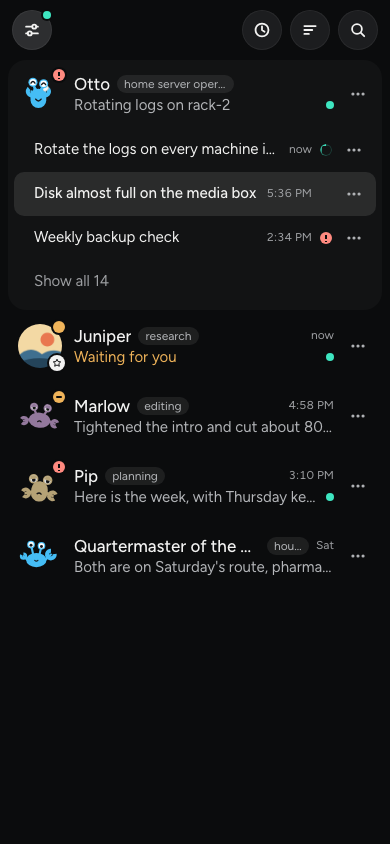 Otto home server oper...
Rotating logs on rack-2
Rotate the logs on every machine i... now
Disk almost full on the media box 5:36 PM
Weekly backup check 2:34 PM
Show all 14
Juniper research now
Waiting for you
Marlow editing 4:58 PM
Tightened the intro and cut about 80...
Pip planning 3:10 PM
Here is the week, with Thursday ke...
Quartermaster of the ... hou... Sat
Both are on Saturday's route, pharma...